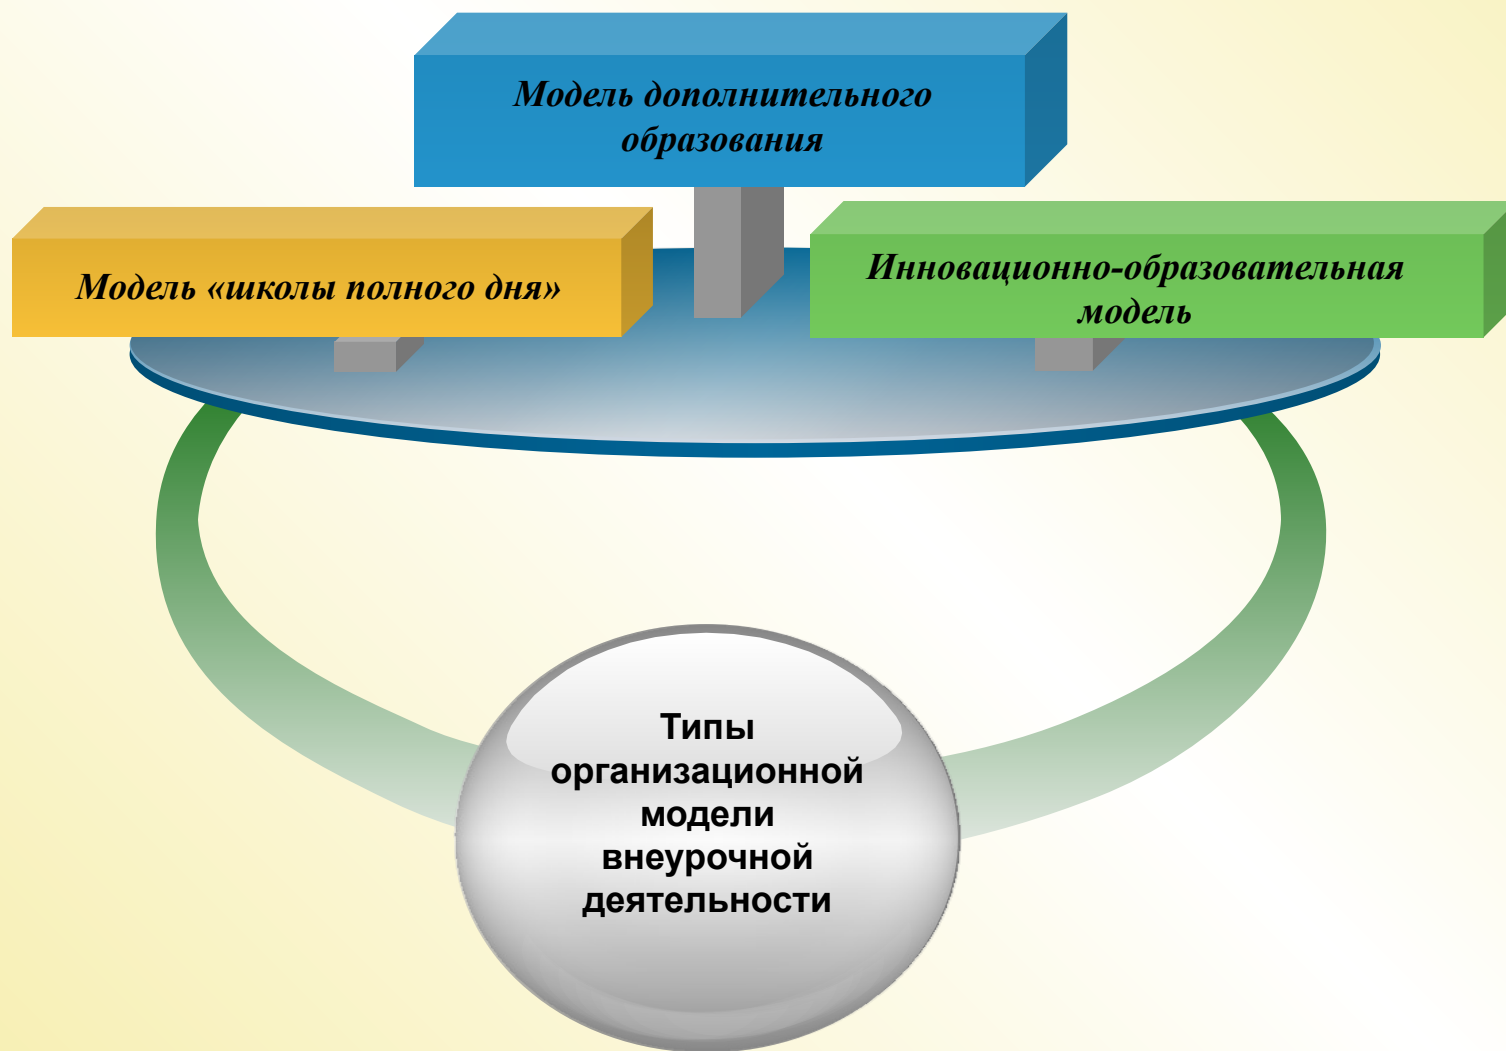 Модель дополнительного
образования
Модель «школы полного дня»
Инновационно-образовательная
модель
Типы
организационной
модели
внеурочной
деятельности